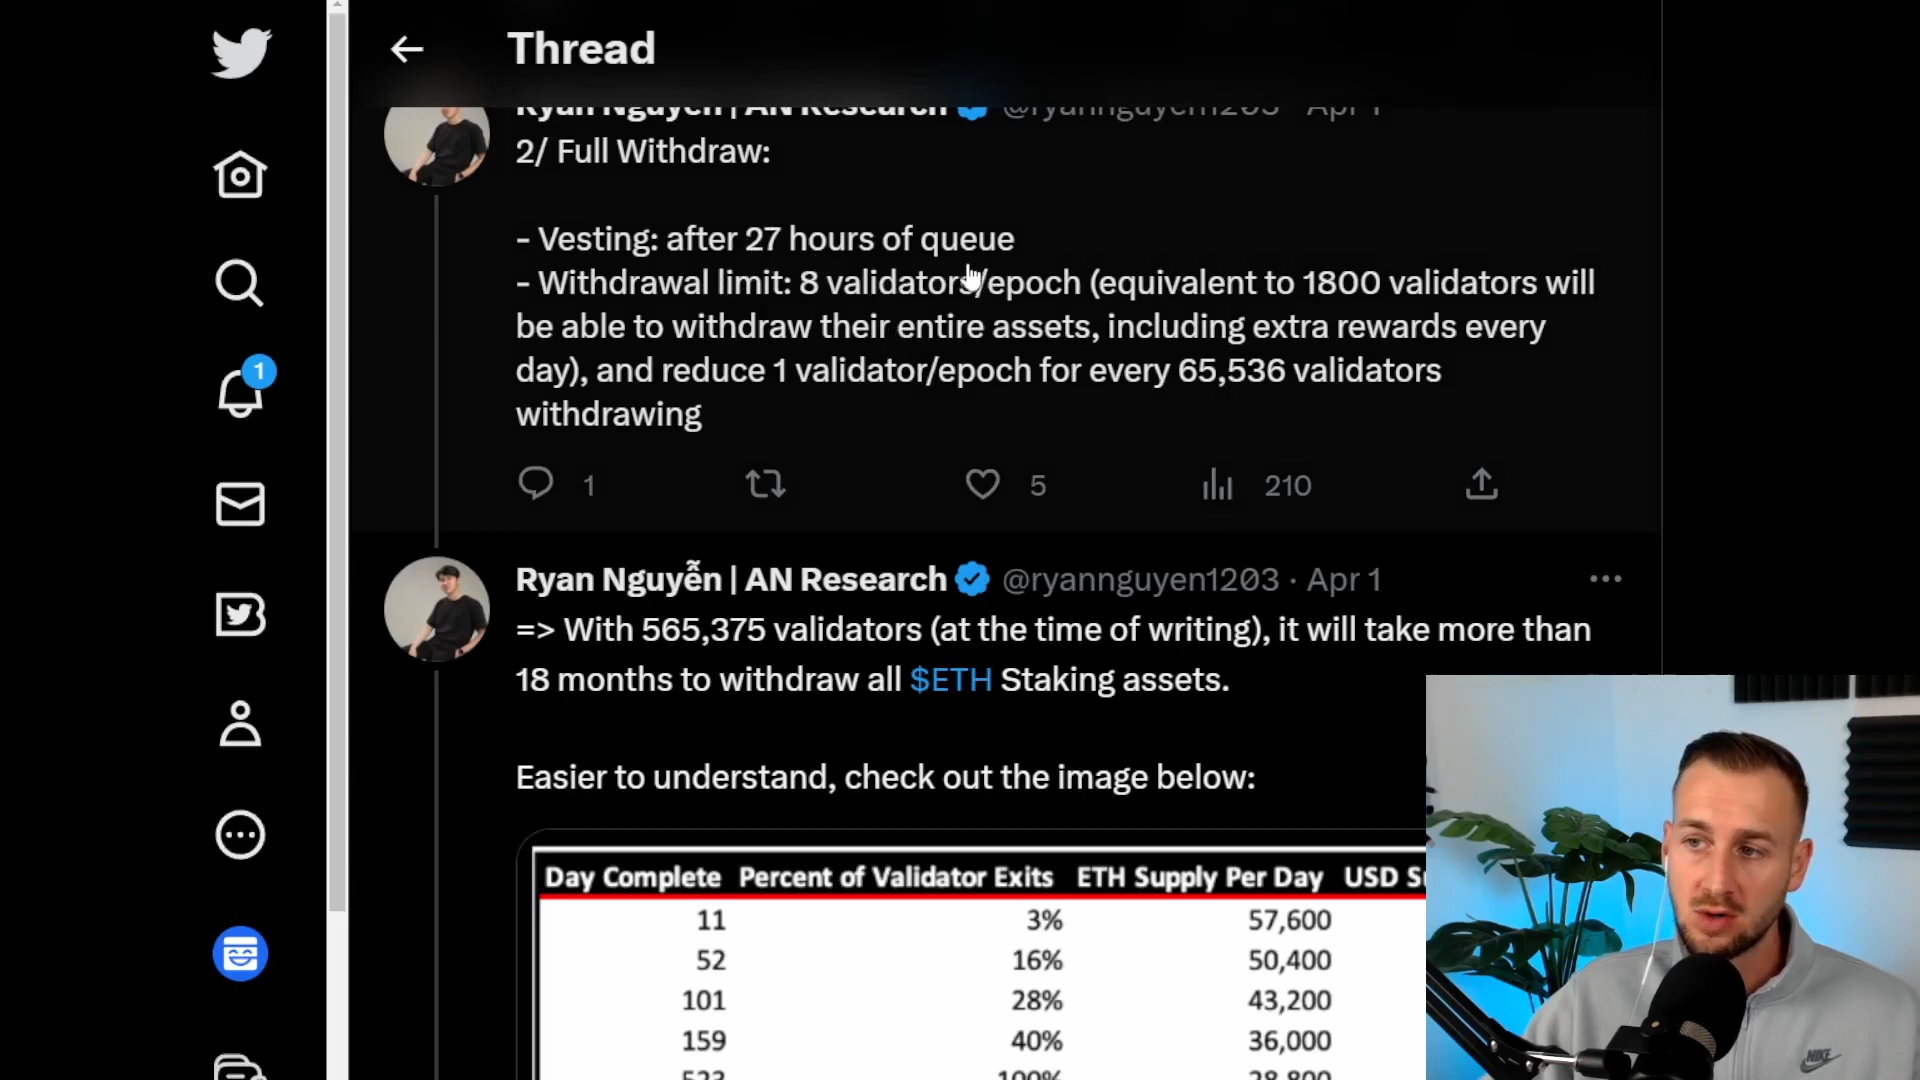 Thread
Ryan Nguyễn | AN Research @ryannguyen1203 · Apr 1
2/ Full Withdraw:
- Vesting: after 27 hours of queue
- Withdrawal limit: 8 validators/epoch (equivalent to 1800 validators will
be able to withdraw their entire assets, including extra rewards every
day), and reduce 1 validator/epoch for every 65,536 validators
withdrawing
1 5 210
1
Ryan Nguyễn | AN Research @ryannguyen1203 · Apr 1
=> With 565,375 validators (at the time of writing), it will take more than
18 months to withdraw all $ETH Staking assets.
Easier to understand, check out the image below:
Day Complete Percent of Validator Exits ETH Supply Per Day USD
11 3% 57,600
52 16% 50,400
101 28% 43,200
159 40% 36,000
523 100% 28,800
NIKE